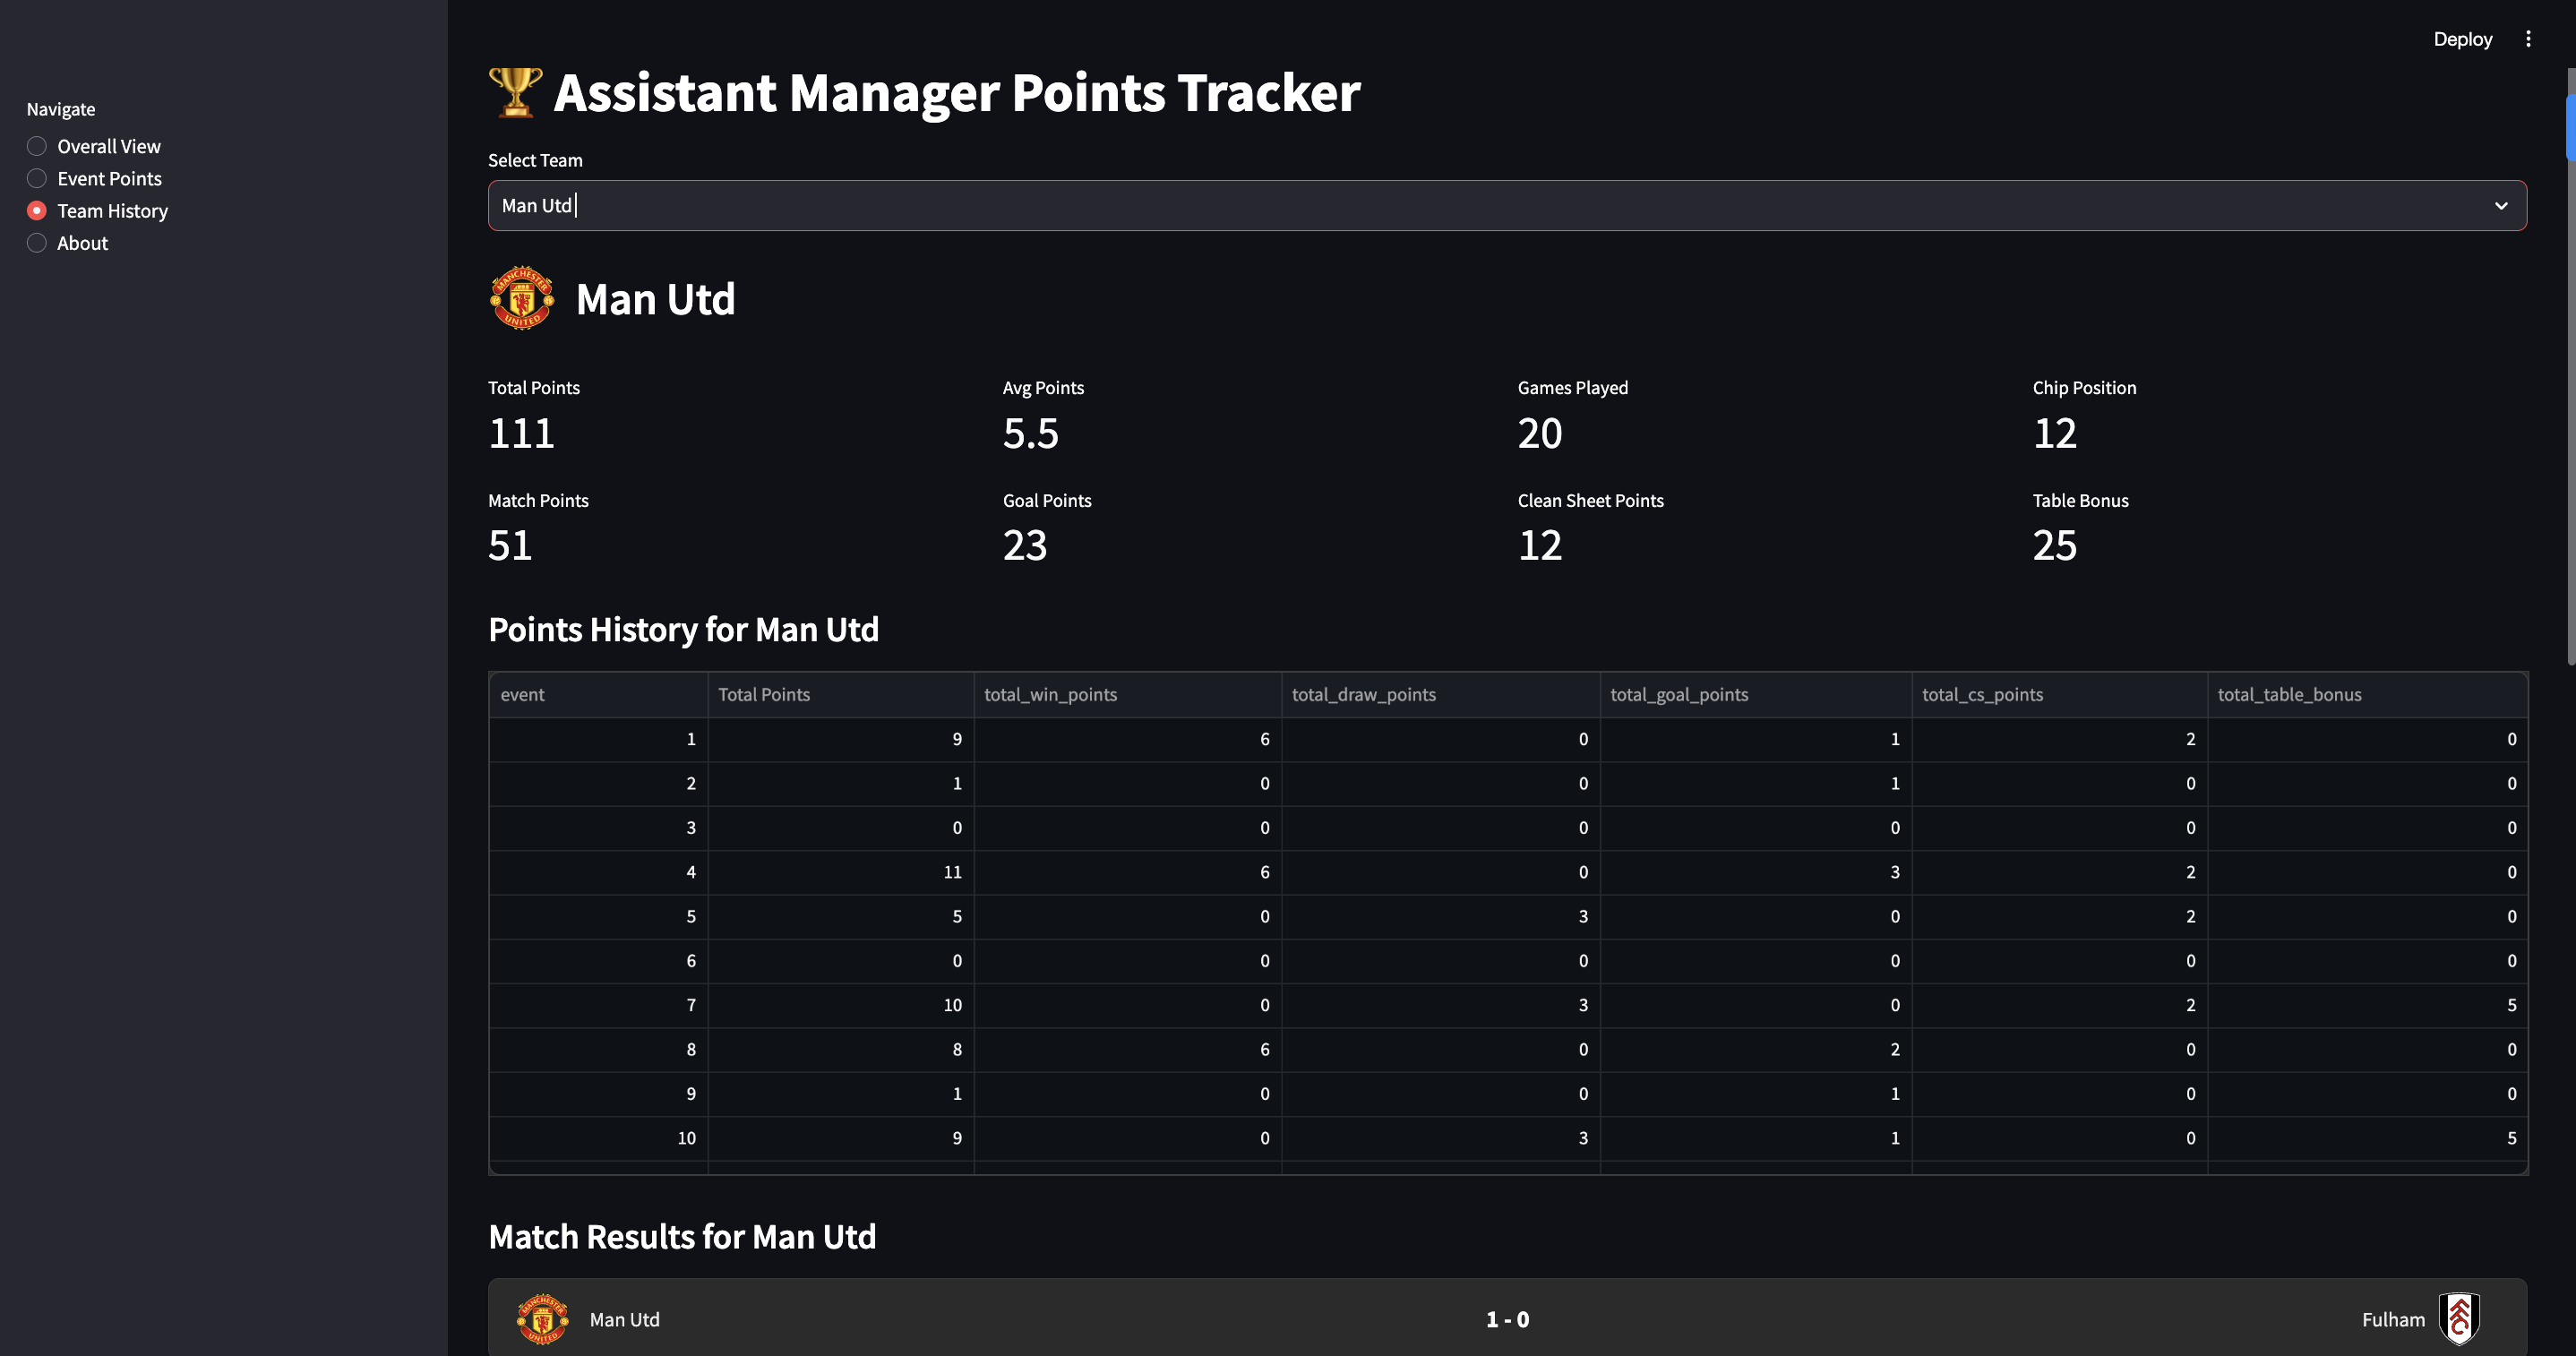 Deploy
Navigate
Overall View
Event Points
Team History
About
🏆 Assistant Manager Points Tracker
Select Team
Man Utd
MANCHESTER UNITED
Man Utd
Total Points Avg Points Games Played Chip Position
111 5.5 20 12
Match Points Goal Points Clean Sheet Points Table Bonus
51 23 12 25
Points History for Man Utd
event Total Points total_win_points total_draw_points total_goal_points total_cs_points total_table_bonus
1 9 6 0 1 2 0
2 1 0 0 1 0 0
3 0 0 0 0 0 0
4 11 6 0 3 2 0
5 5 0 3 0 2 0
6 0 0 0 0 0 0
7 10 0 3 0 2 5
8 8 6 0 2 0 0
9 1 0 0 1 0 0
10 9 0 3 1 0 5
Match Results for Man Utd
MANCHESTER UNITED
Man Utd 1 - 0 Fulham
FFC